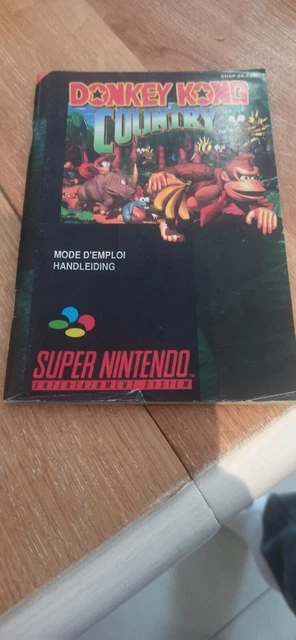 DONKEY KONG
COUNTRY
MODE D'EMPLOI
HANDLEIDING
SUPER NINTENDO
ENTERTAINMENT SYSTEM